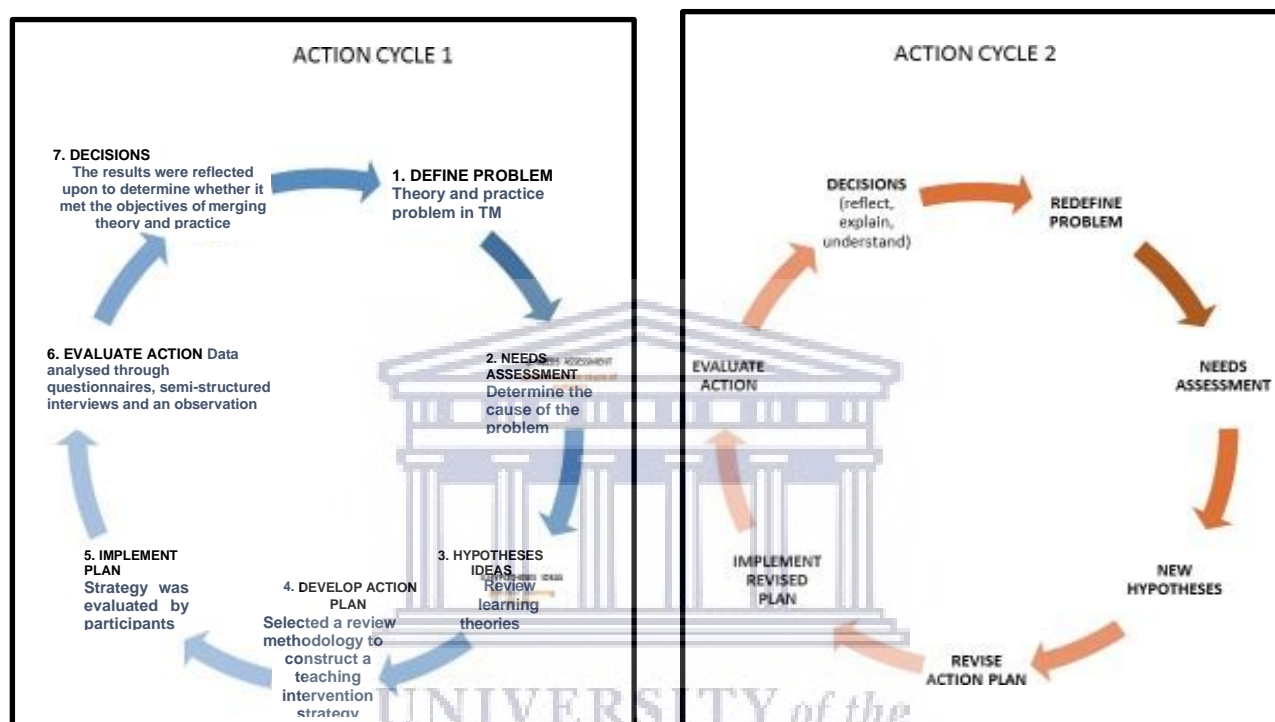 ACTION CYCLE 1
7. DECISIONS
The results were reflected
upon to determine whether it
met the objectives of merging
theory and practice
1. DEFINE PROBLEM
Theory and practice
problem in TM
2. NEEDS
ASSESSMENT
Determine the
cause of the
problem
3. HYPOTHESES
IDEAS
Review
learning
theories
4. DEVELOP ACTION
PLAN
Selected a review
methodology to
construct a
teaching
intervention
strategy
5. IMPLEMENT
PLAN
Strategy was
evaluated by
participants
6. EVALUATE ACTION Data
analysed through
questionnaires, semi-structured
interviews and an observation
ACTION CYCLE 2
DECISIONS
(reflect,
explain,
understand)
REDEFINE
PROBLEM
NEEDS
ASSESSMENT
NEW
HYPOTHESES
REVISE
ACTION PLAN
IMPLEMENT
REVISED
PLAN
EVALUATE
ACTION
UNIVERSITY of the